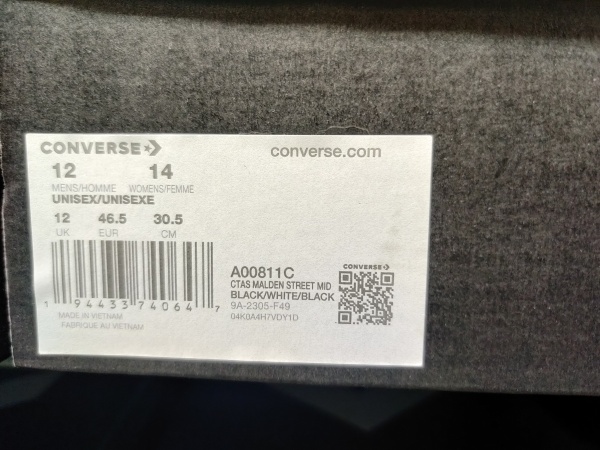 CONVERSE
converse.com
12 14
MENS/HOMME WOMENS/FEMME
UNISEX/UNISEXE
12 46.5 30.5
UK EUR CM
A00811C
CONVERSE
CTAS MALDEN STREET MID
BLACK/WHITE/BLACK
9A-2305-F49
04K0A4H7VDY1D
1 94433 74064 7
MADE IN VIETNAM
FABRIQUÉ AU VIETNAM